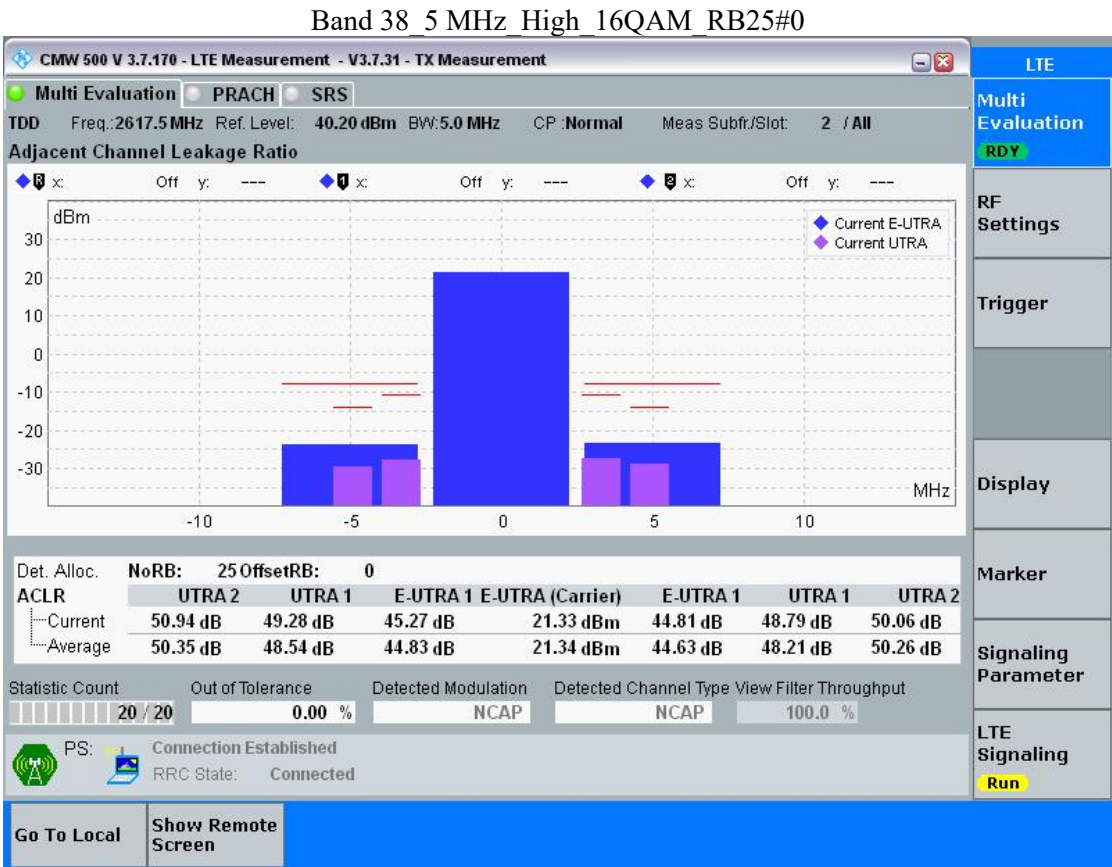 Band 38_5 MHz_High_16QAM_RB25#0
CMW 500 V 3.7.170 - LTE Measurement - V3.7.31 - TX Measurement
LTE
Multi Evaluation PRACH SRS
Multi Evaluation
RDY
TDD Freq.:2617.5 MHz Ref. Level: 40.20 dBm BW:5.0 MHz CP :Normal Meas Subfr./Slot: 2 / All
Adjacent Channel Leakage Ratio
R x: Off y: --- 1 x: Off y: --- 2 x: Off y: ---
dBm
Current E-UTRA
Current UTRA
30
20
10
0
-10
-20
-30
MHz
-10 -5 0 5 10
RF Settings
Trigger
Display
Marker
Signaling Parameter
LTE Signaling
Run
Det. Alloc. NoRB: 25 OffsetRB: 0
ACLR UTRA 2 UTRA 1 E-UTRA 1 E-UTRA (Carrier) E-UTRA 1 UTRA 1 UTRA 2
Current 50.94 dB 49.28 dB 45.27 dB 21.33 dBm 44.81 dB 48.79 dB 50.06 dB
Average 50.35 dB 48.54 dB 44.83 dB 21.34 dBm 44.63 dB 48.21 dB 50.26 dB
Statistic Count Out of Tolerance Detected Modulation Detected Channel Type View Filter Throughput
20 / 20 0.00 % NCAP NCAP 100.0 %
PS: Connection Established
RRC State: Connected
Go To Local
Show Remote Screen